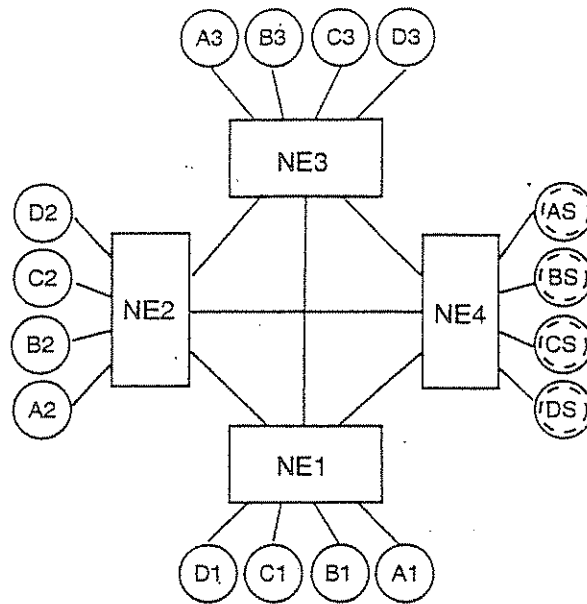 A3 B3 C3 D3
NE3
D2
C2
B2
A2
NE2
NE4
AS
BS
CS
DS
NE1
D1 C1 B1 A1